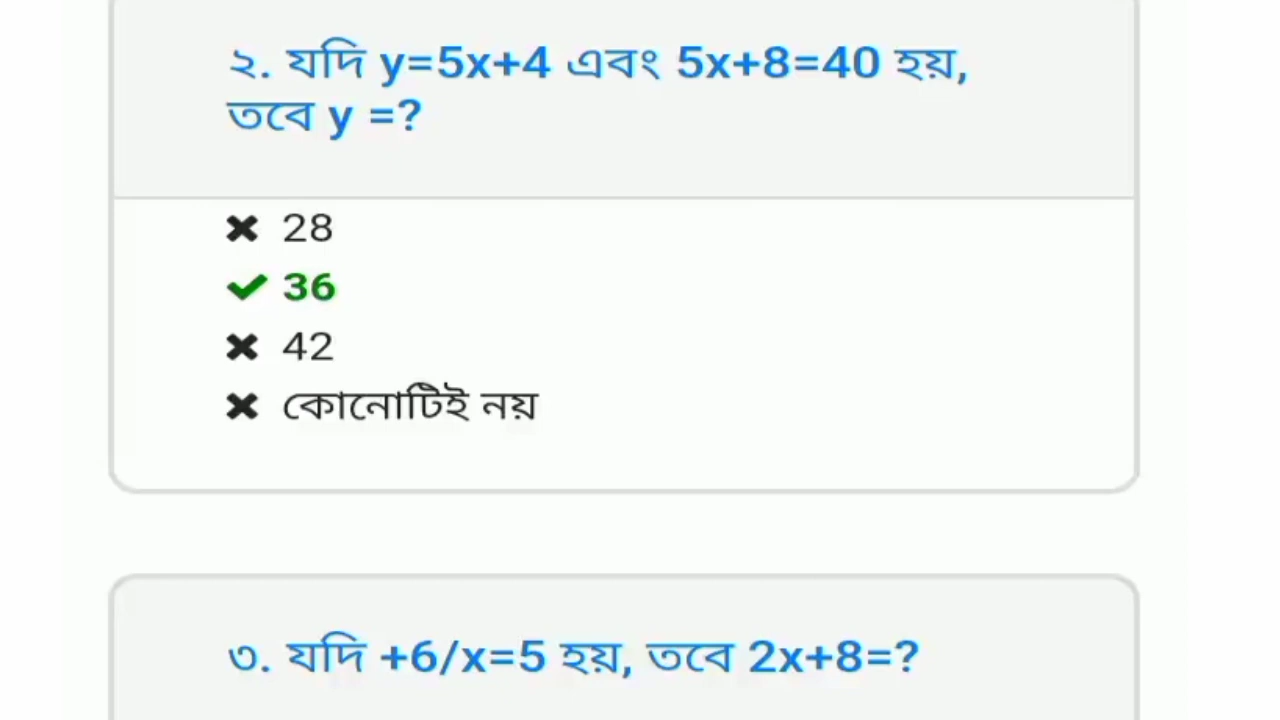 ২. যদি y=5x+4 এবং 5x+8=40 হয়,
তবে y =?
28
36
42
কোনোটিই নয়
৩. যদি +6/x=5 হয়, তবে 2x+8=?